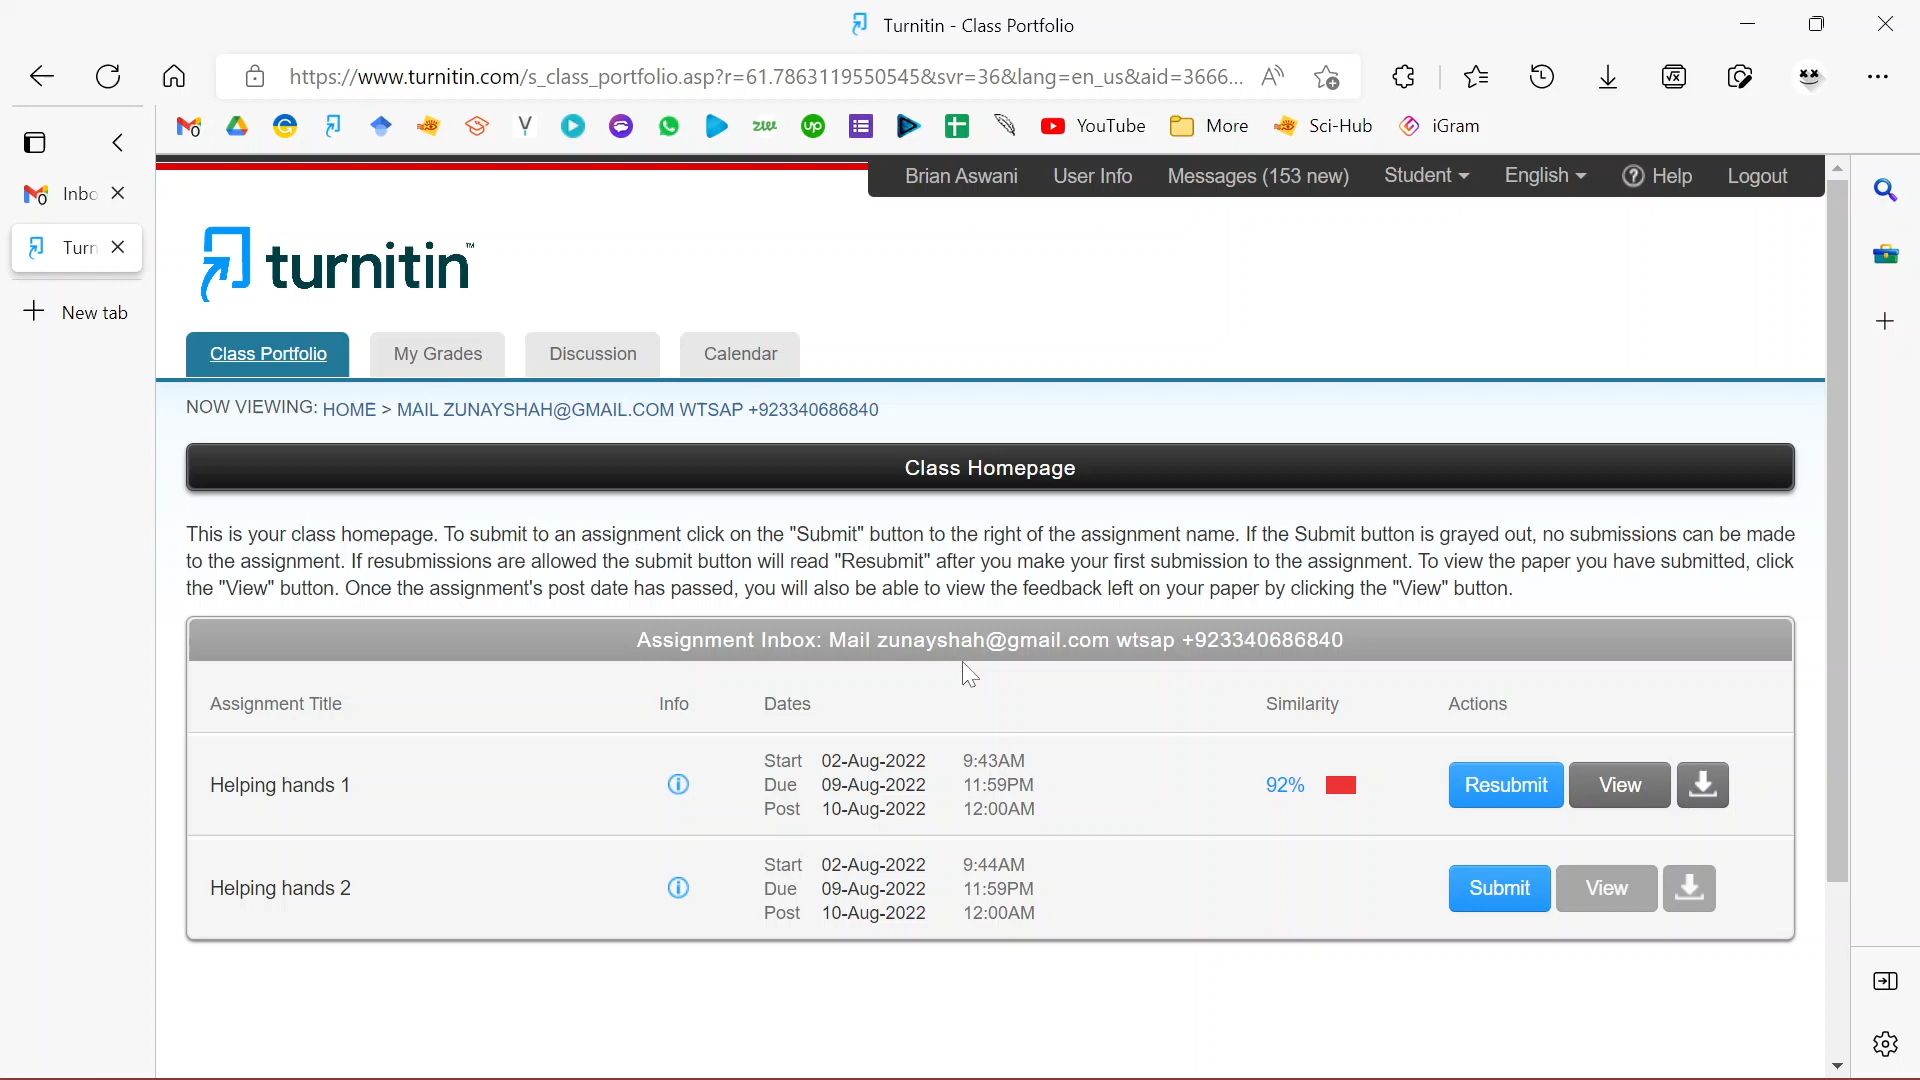 Turnitin - Class Portfolio
https://www.turnitin.com/s_class_portfolio.asp?r=61.7863119550545&svr=36&lang=en_us&aid=3666...
YouTube More Sci-Hub iGram
Inbo
Turn
New tab
Brian Aswani User Info Messages (153 new) Student English Help Logout
turnitin™
Class Portfolio My Grades Discussion Calendar
NOW VIEWING: HOME > MAIL ZUNAYSHAH@GMAIL.COM WTSAP +923340686840
Class Homepage
This is your class homepage. To submit to an assignment click on the "Submit" button to the right of the assignment name. If the Submit button is grayed out, no submissions can be made
to the assignment. If resubmissions are allowed the submit button will read "Resubmit" after you make your first submission to the assignment. To view the paper you have submitted, click
the "View" button. Once the assignment's post date has passed, you will also be able to view the feedback left on your paper by clicking the "View" button.
Assignment Inbox: Mail zunayshah@gmail.com wtsap +923340686840
Assignment Title Info Dates Similarity Actions
Start 02-Aug-2022 9:43AM
Helping hands 1 Due 09-Aug-2022 11:59PM 92% Resubmit View
Post 10-Aug-2022 12:00AM
Start 02-Aug-2022 9:44AM
Helping hands 2 Due 09-Aug-2022 11:59PM Submit View
Post 10-Aug-2022 12:00AM